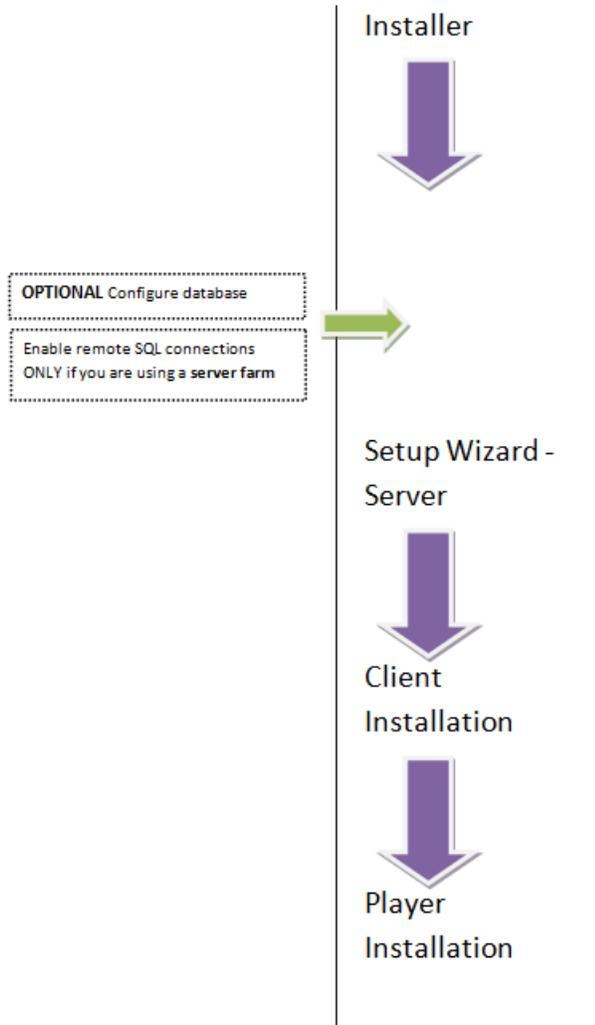 Installer
OPTIONAL Configure database
Enable remote SQL connections
ONLY if you are using a server farm
Setup Wizard -
Server
Client
Installation
Player
Installation